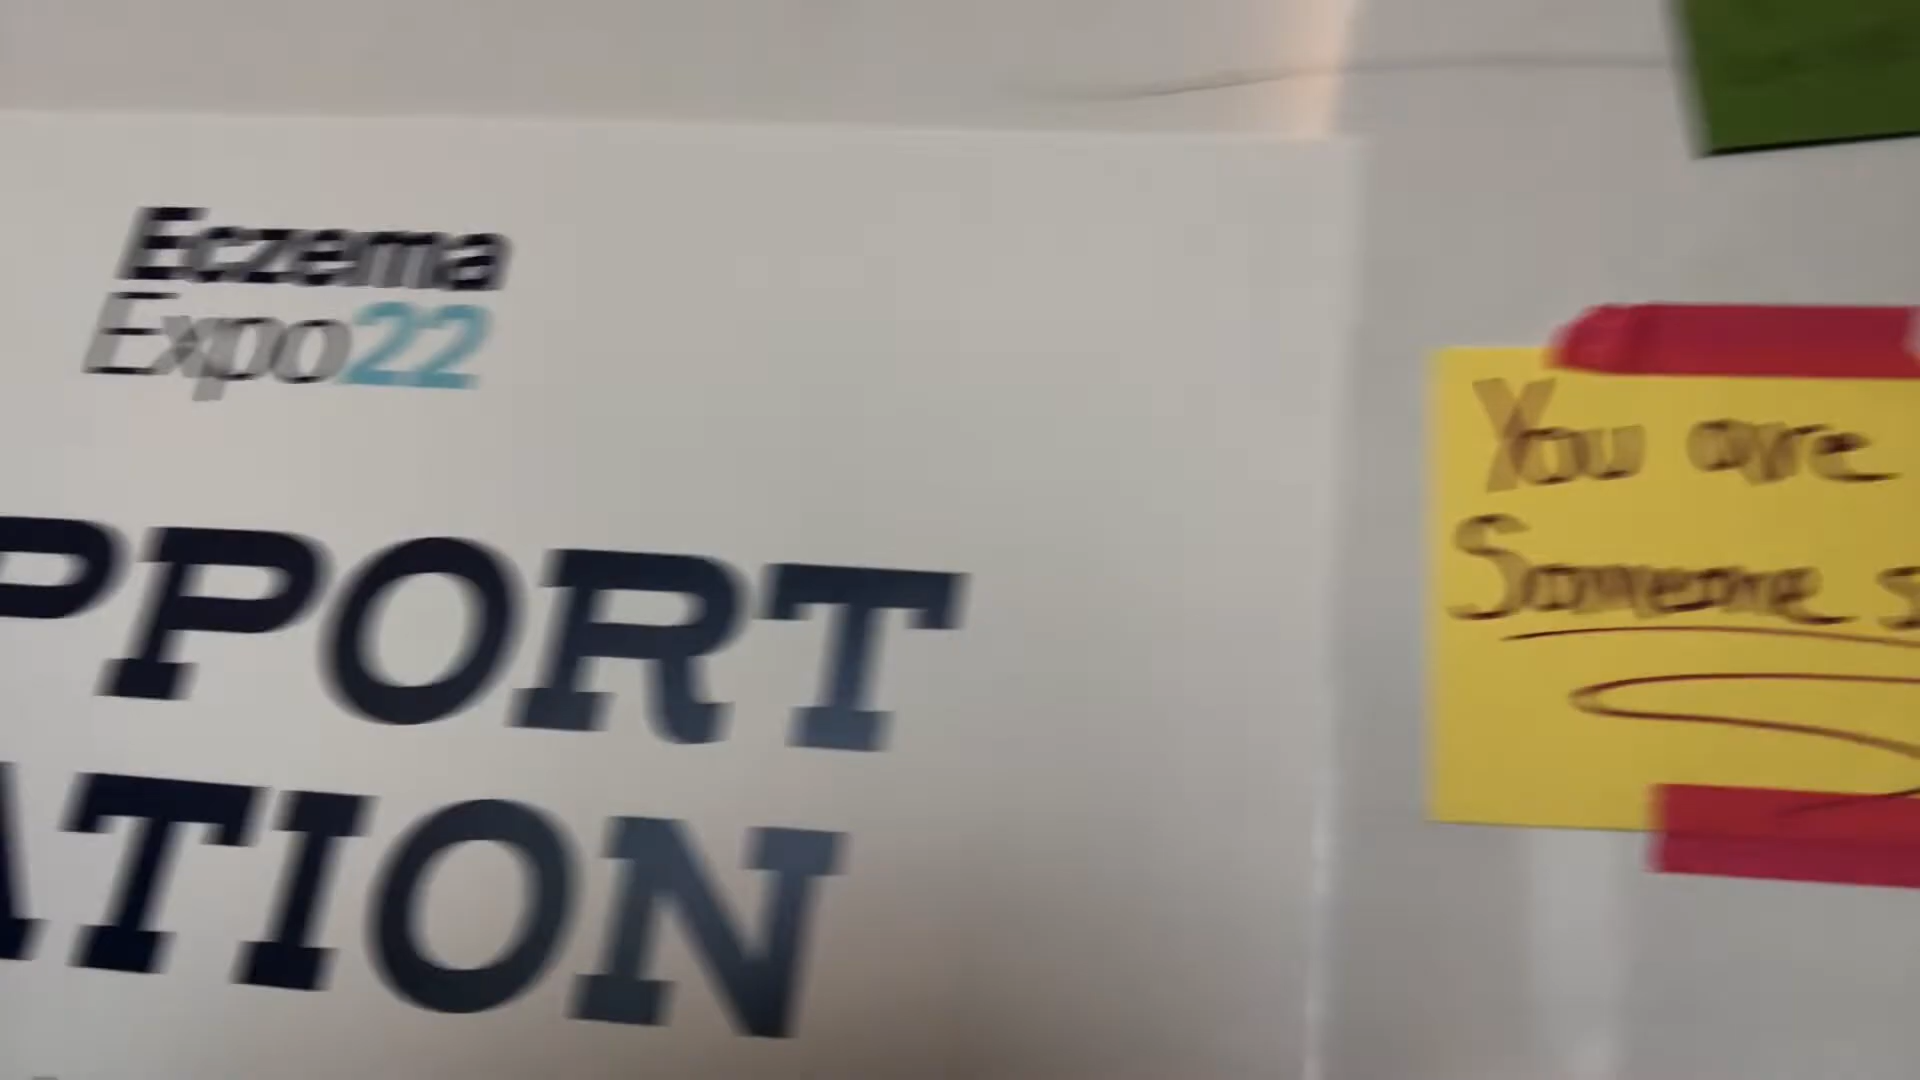 Eczema
Expo22
PPORT
ATION
You are
Someone